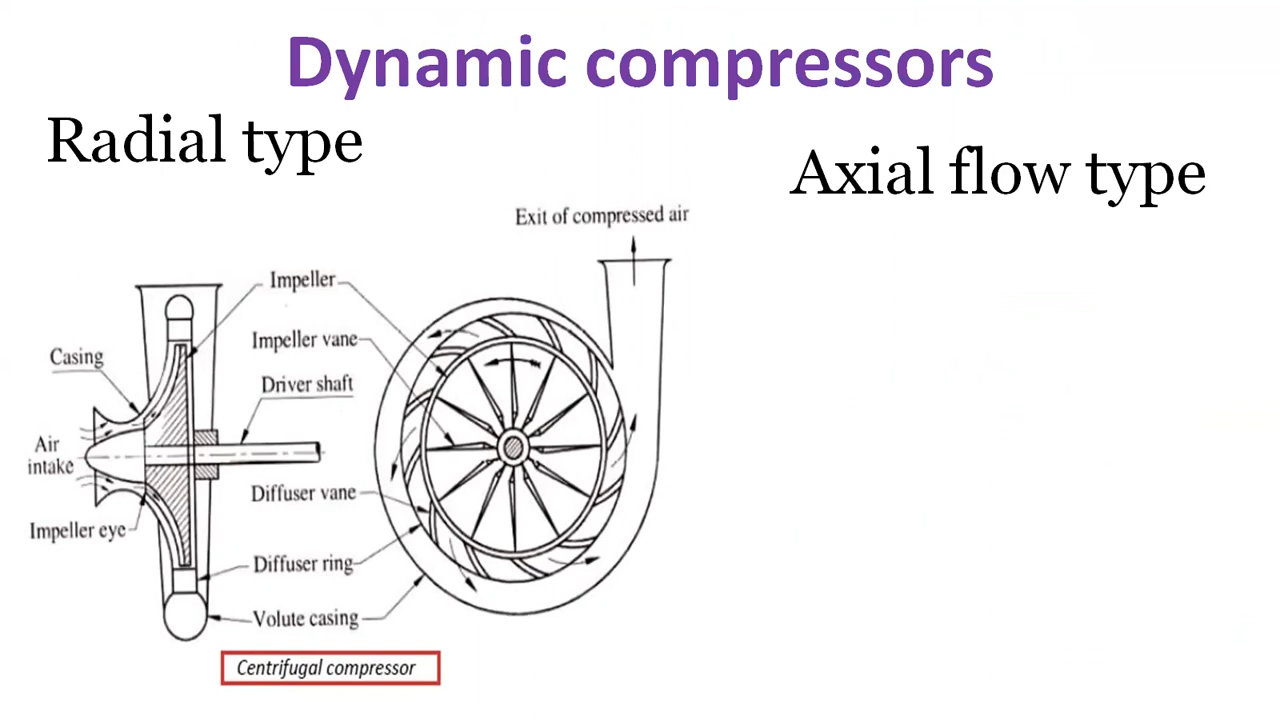 Dynamic compressors
Radial type
Axial flow type
Exit of compressed air
Impeller
Impeller vane
Casing
Driver shaft
Air
intake
Diffuser vane
Impeller eye
Diffuser ring
Volute casing
Centrifugal compressor